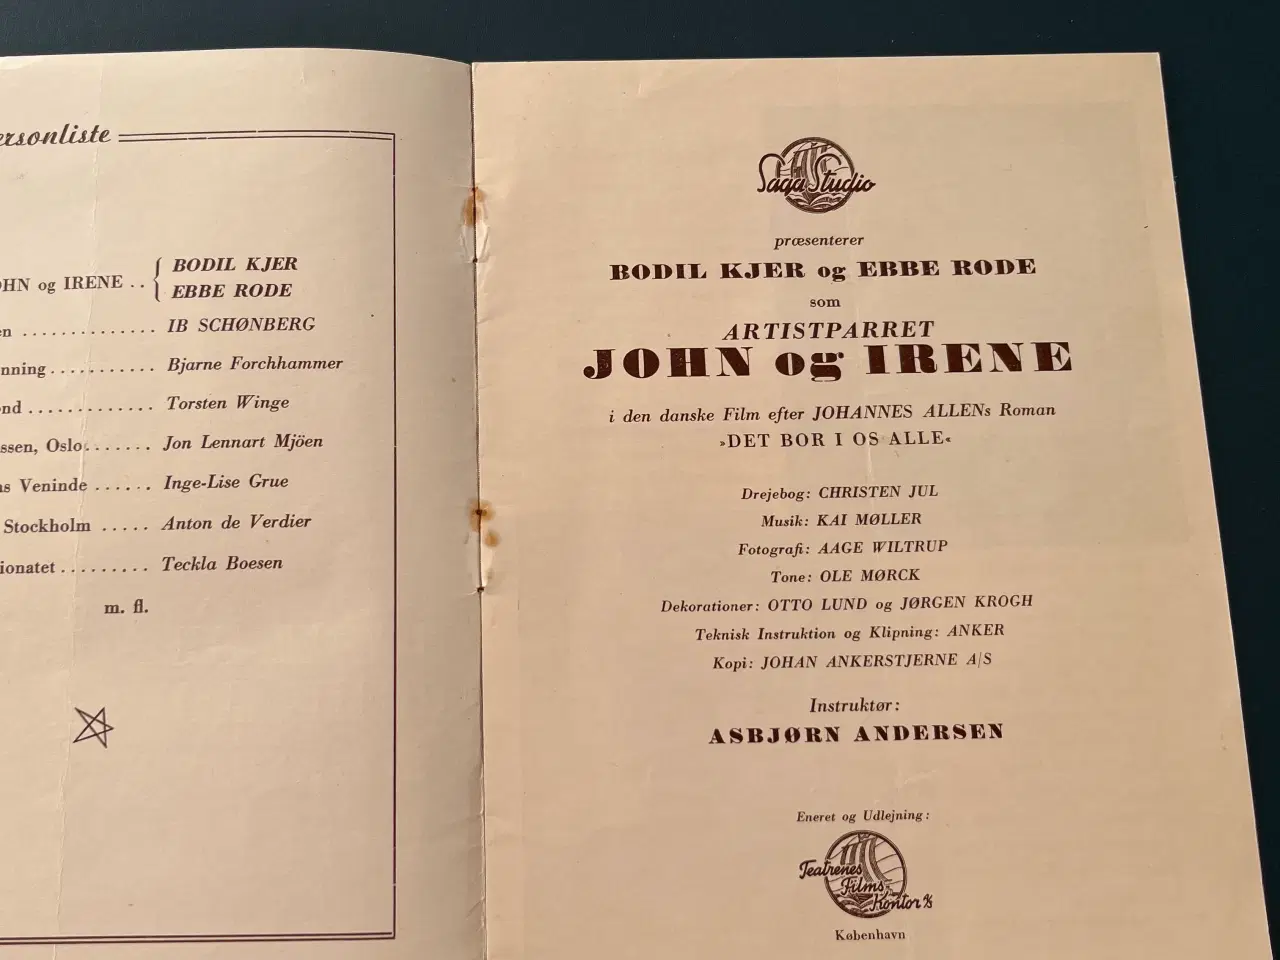 ersonliste
OHN og IRENE .. { BODIL KJER
EBBE RODE
en .............. IB SCHØNBERG
nning ........... Bjarne Forchhammer
nd ............. Torsten Winge
ssen, Oslo ....... Jon Lennart Mjöen
s Veninde ...... Inge-Lise Grue
Stockholm ..... Anton de Verdier
ionatet ......... Teckla Boesen
m. fl.
Saga Studio
præsenterer
BODIL KJER og EBBE RODE
som
ARTISTPARRET
JOHN og IRENE
i den danske Film efter JOHANNES ALLENs Roman
»DET BOR I OS ALLE«
Drejebog: CHRISTEN JUL
Musik: KAI MØLLER
Fotografi: AAGE WILTRUP
Tone: OLE MØRCK
Dekorationer: OTTO LUND og JØRGEN KROGH
Teknisk Instruktion og Klipning: ANKER
Kopi: JOHAN ANKERSTJERNE A/S
Instruktør:
ASBJØRN ANDERSEN
Eneret og Udlejning:
Teatrenes
Films
Kontor A/S
København